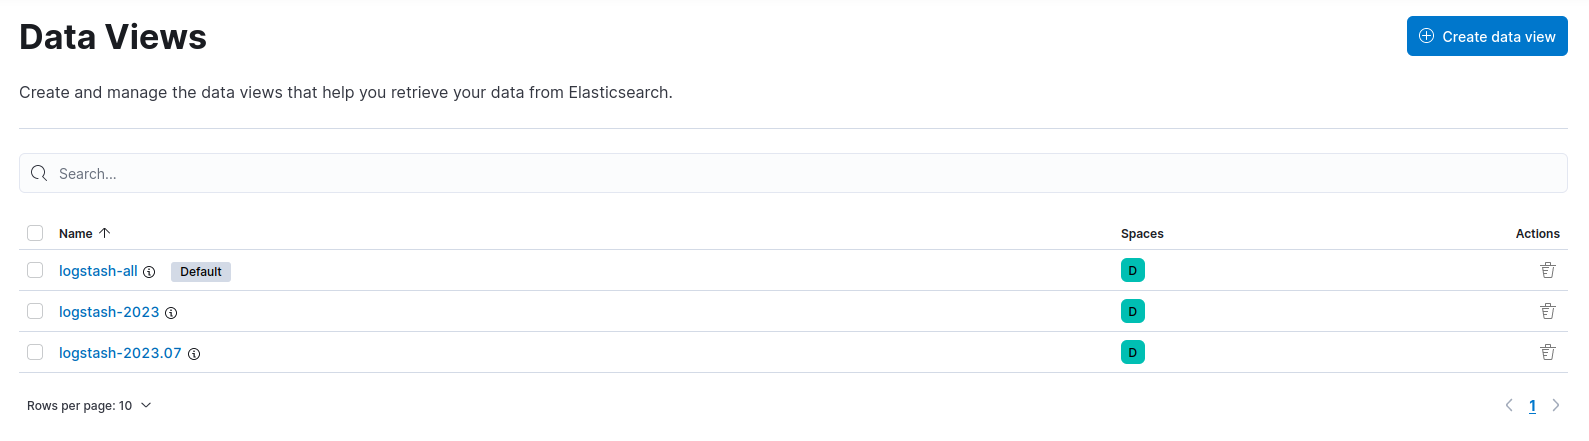 Data Views
Create data view
Create and manage the data views that help you retrieve your data from Elasticsearch.
Search...
Name Spaces Actions
logstash-all Default D
logstash-2023 D
logstash-2023.07 D
Rows per page: 10 1